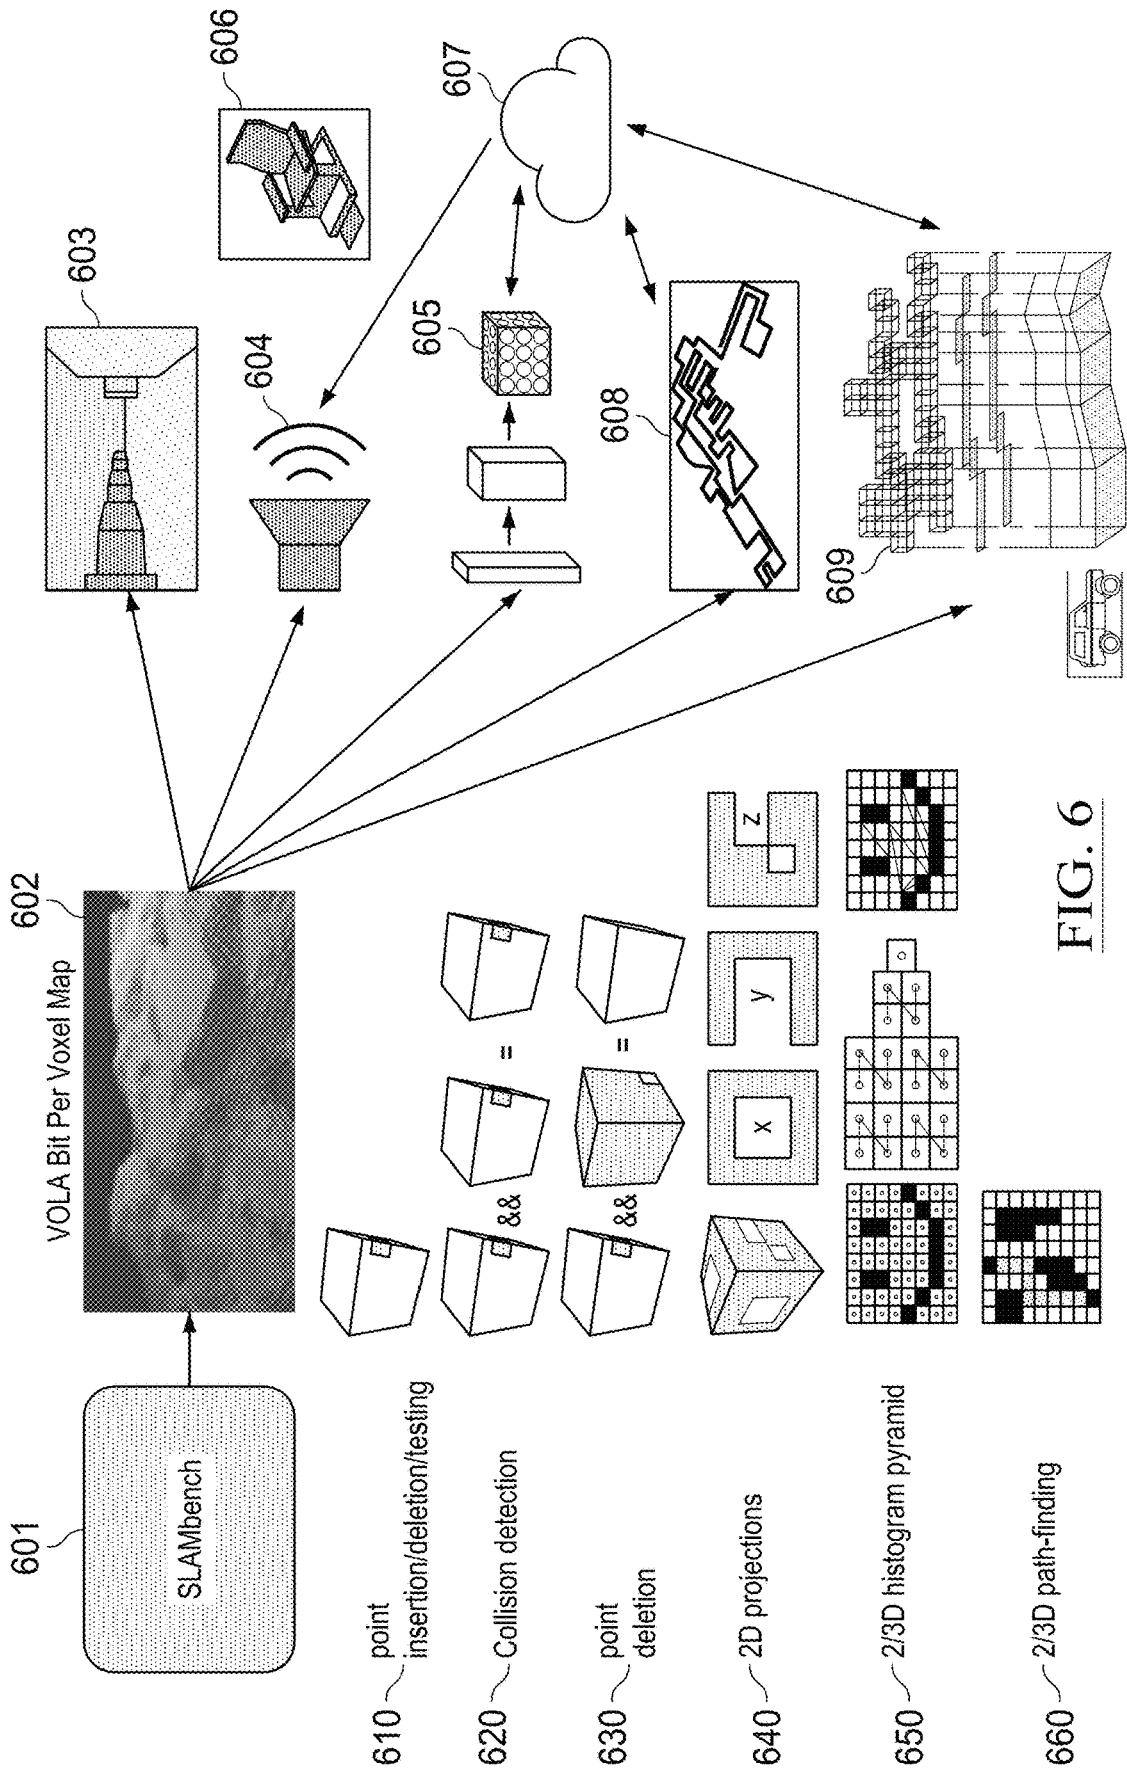 601
SLAMbench
602
VOLA Bit Per Voxel Map
603
604
605
606
607
608
609
610
point
insertion/deletion/testing
620
Collision detection
&&
=
630
point
deletion
&&
=
640
2D projections
x
y
z
650
2/3D histogram pyramid
660
2/3D path-finding
FIG. 6